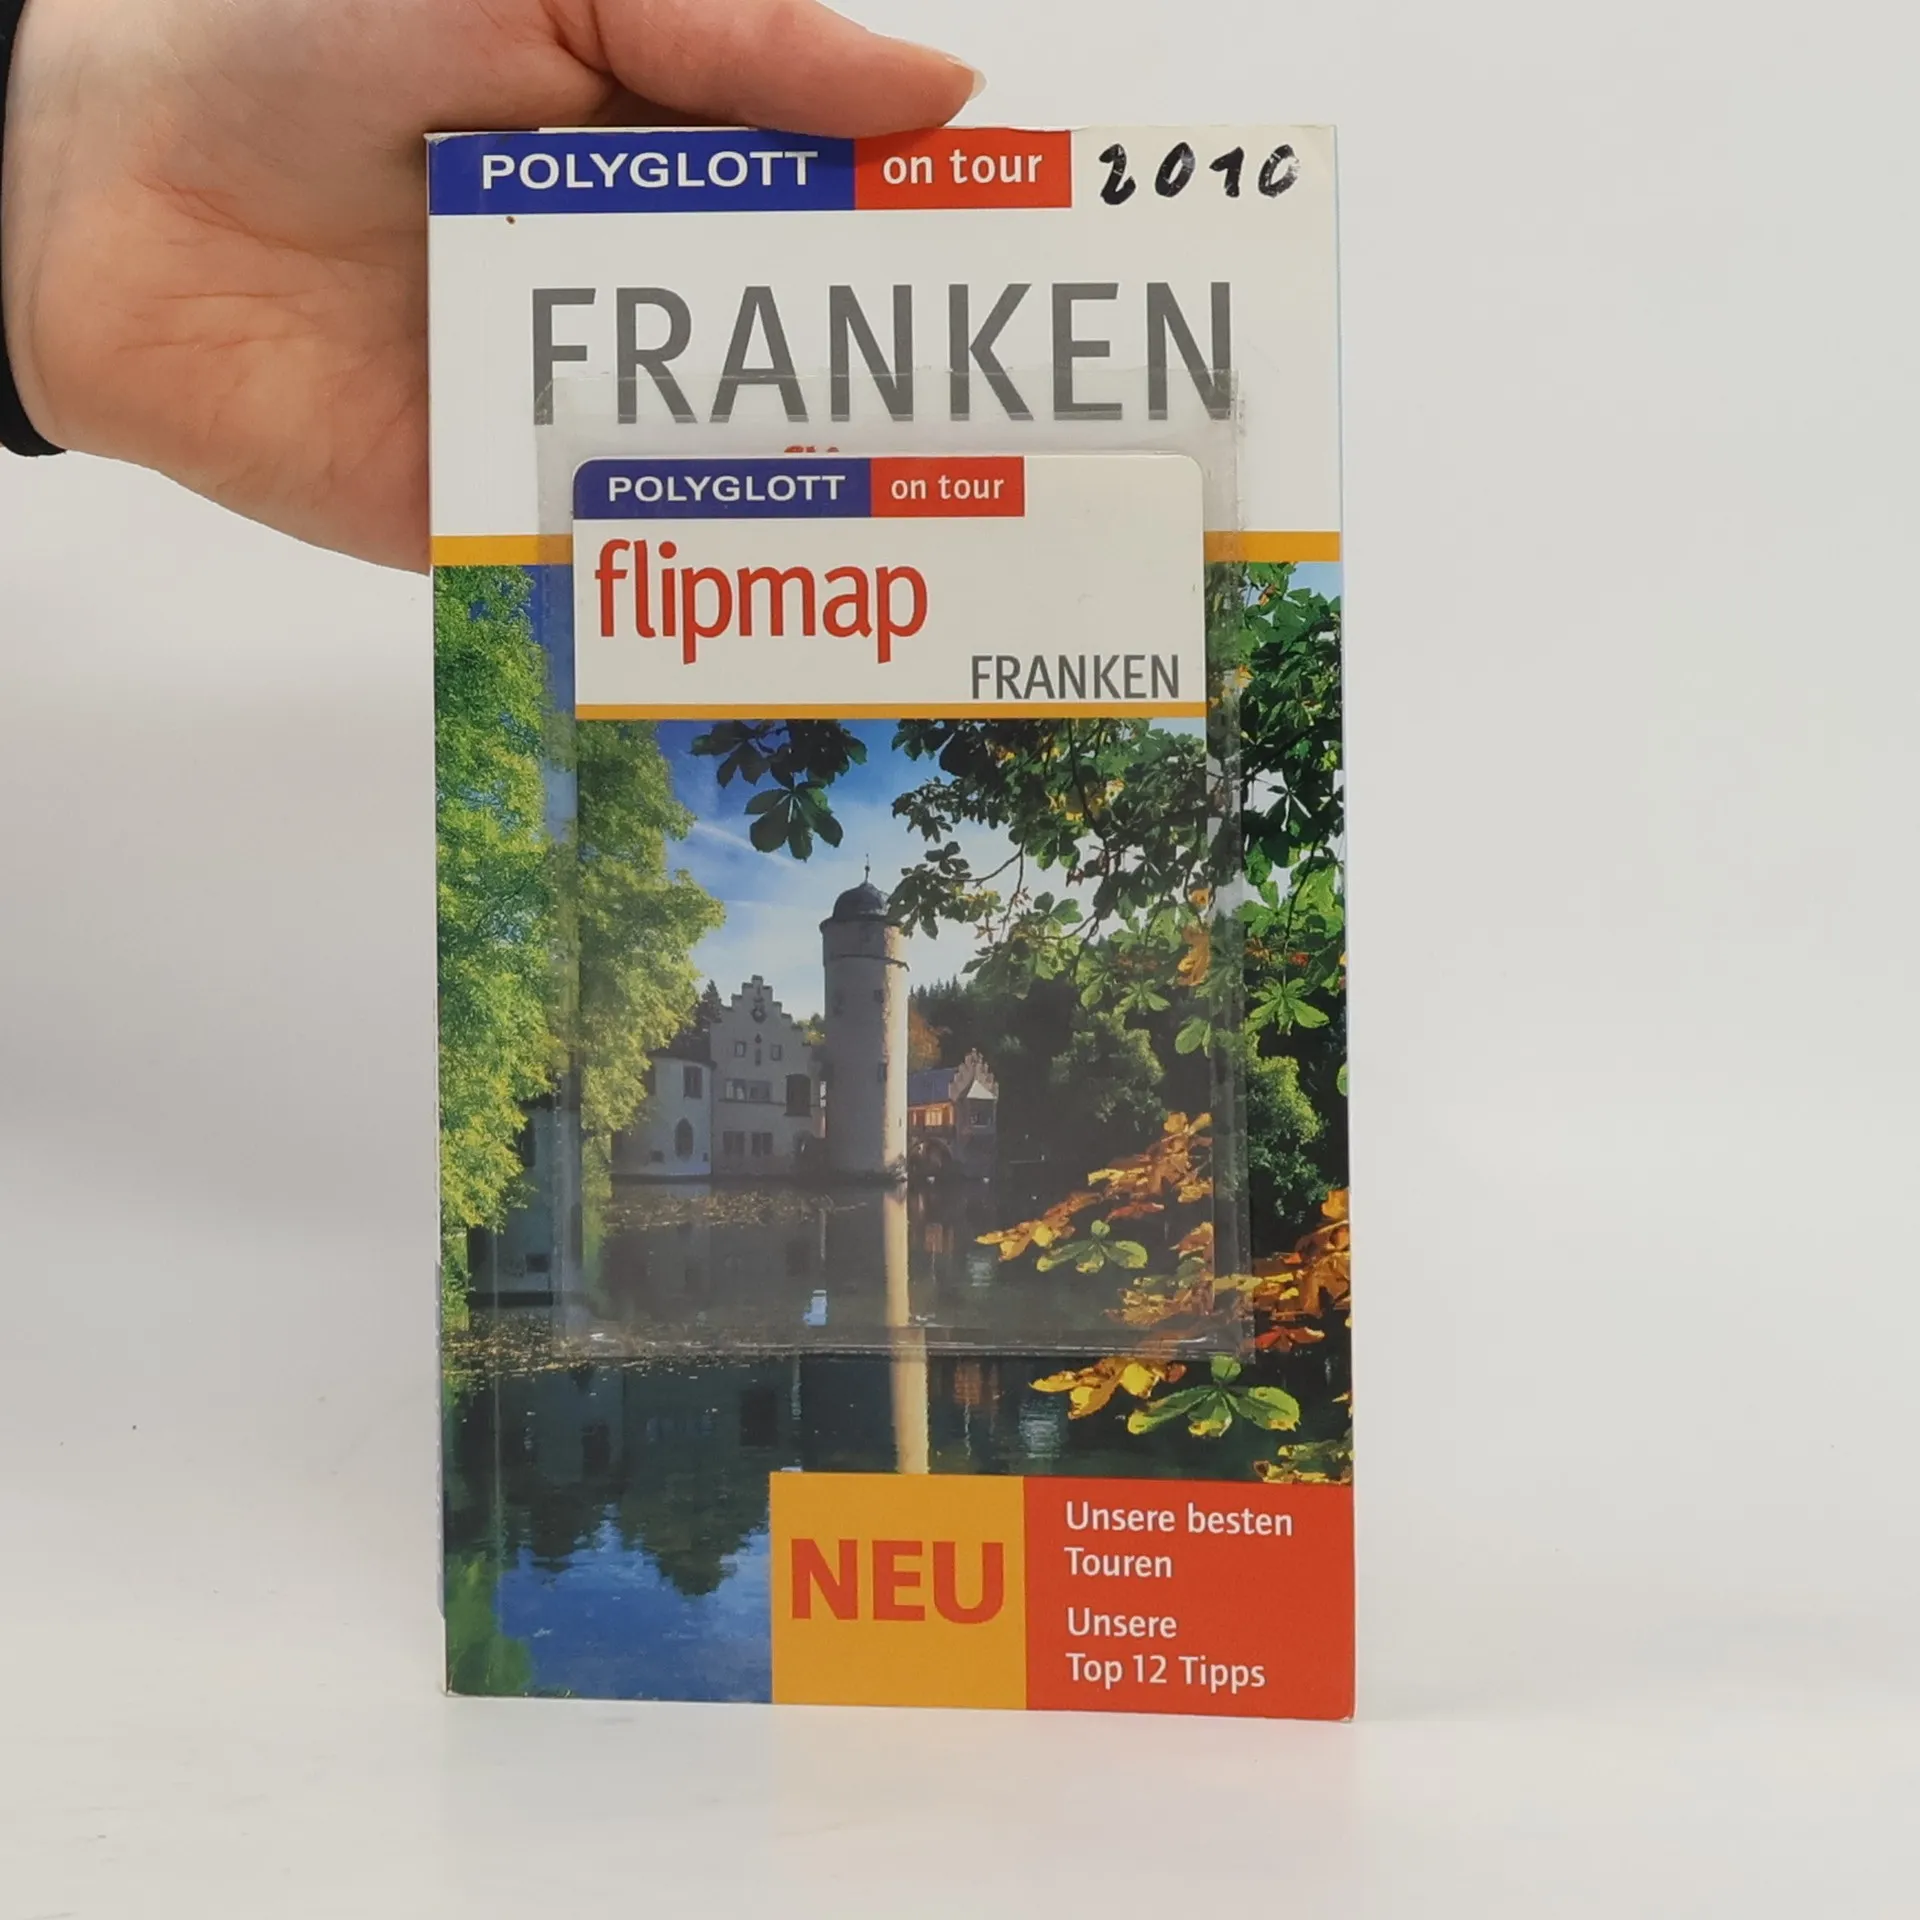 POLYGLOTT on tour 2010
FRANKEN
POLYGLOTT on tour
flipmap
FRANKEN
NEU
Unsere besten
Touren
Unsere
Top 12 Tipps